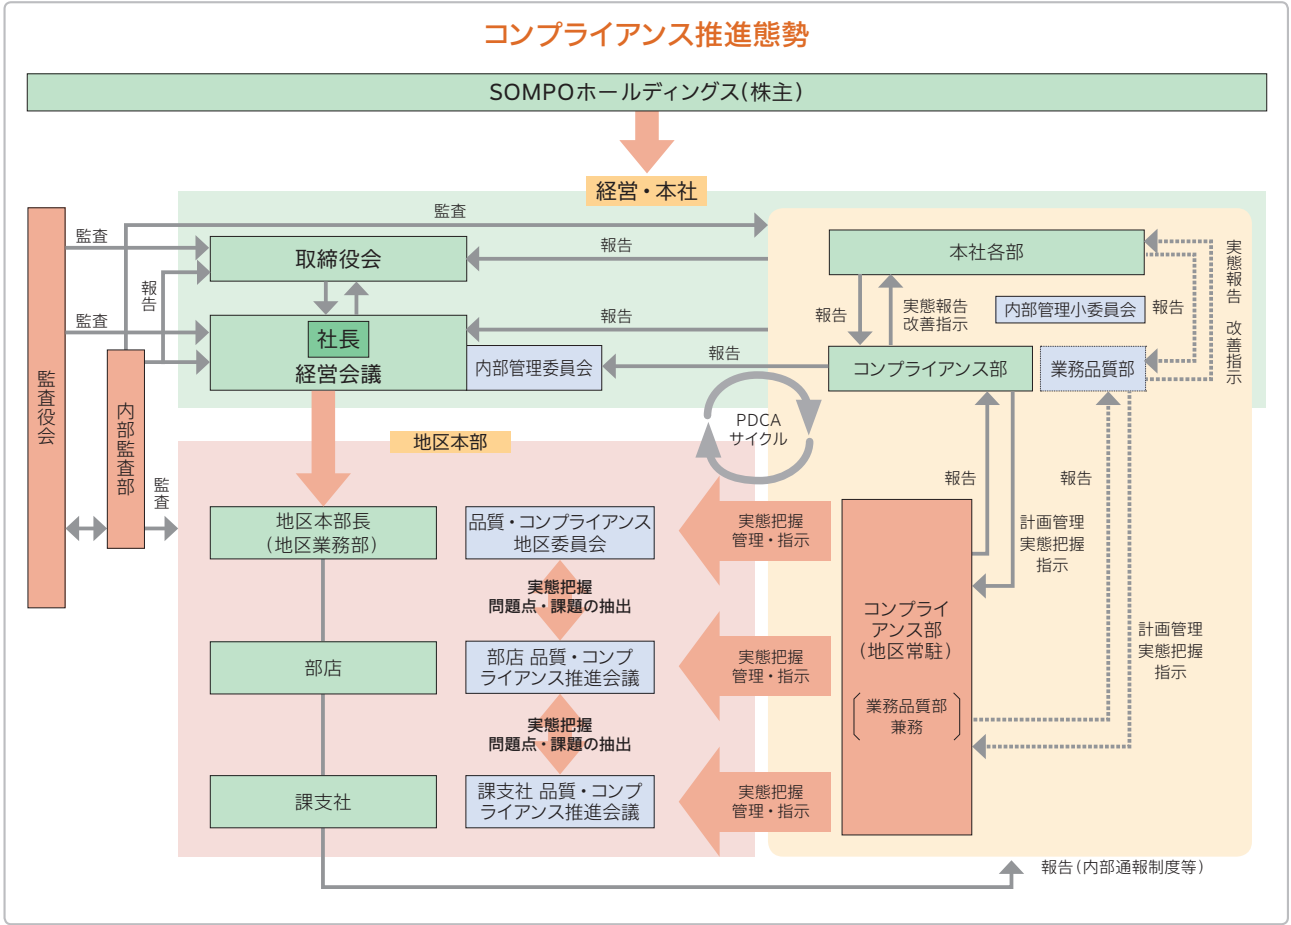 コンプライアンス推進態勢
SOMPOホールディングス(株主)
経営・本社
監査役会
内部監査部
監査
監査
報告
監査
監査
取締役会
社長
経営会議
内部管理委員会
報告
報告
報告
本社各部
内部管理小委員会
報告
実態報告
改善指示
報告
実態報告 改善指示
コンプライアンス部
業務品質部
PDCA
サイクル
地区本部
地区本部長
(地区業務部)
部店
課支社
品質・コンプライアンス
地区委員会
実態把握
問題点・課題の抽出
部店 品質・コンプ
ライアンス推進会議
実態把握
問題点・課題の抽出
課支社 品質・コンプ
ライアンス推進会議
実態把握
管理・指示
実態把握
管理・指示
実態把握
管理・指示
報告
計画管理
実態把握
指示
報告
計画管理
実態把握
指示
コンプライ
アンス部
(地区常駐)
業務品質部
兼務
報告(内部通報制度等)